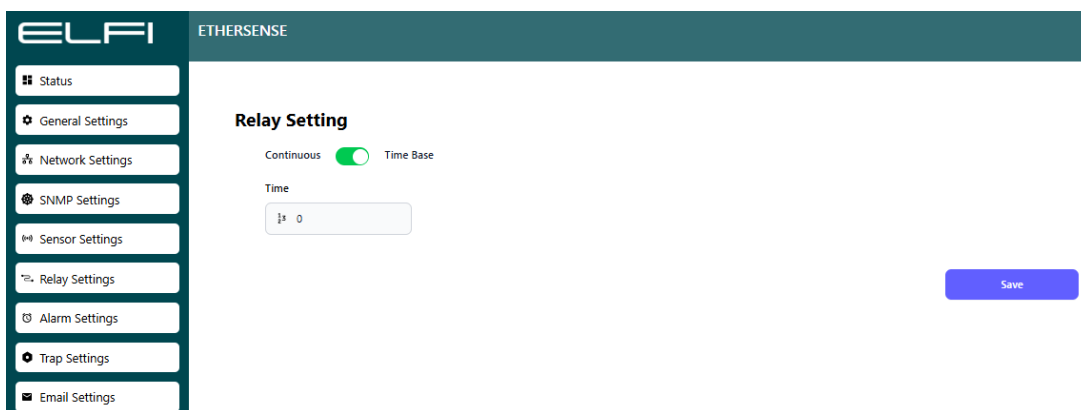 ELFI
ETHERSENSE
Status
General Settings
Network Settings
SNMP Settings
Sensor Settings
Relay Settings
Alarm Settings
Trap Settings
Email Settings
Relay Setting
Continuous Time Base
Time
0
Save